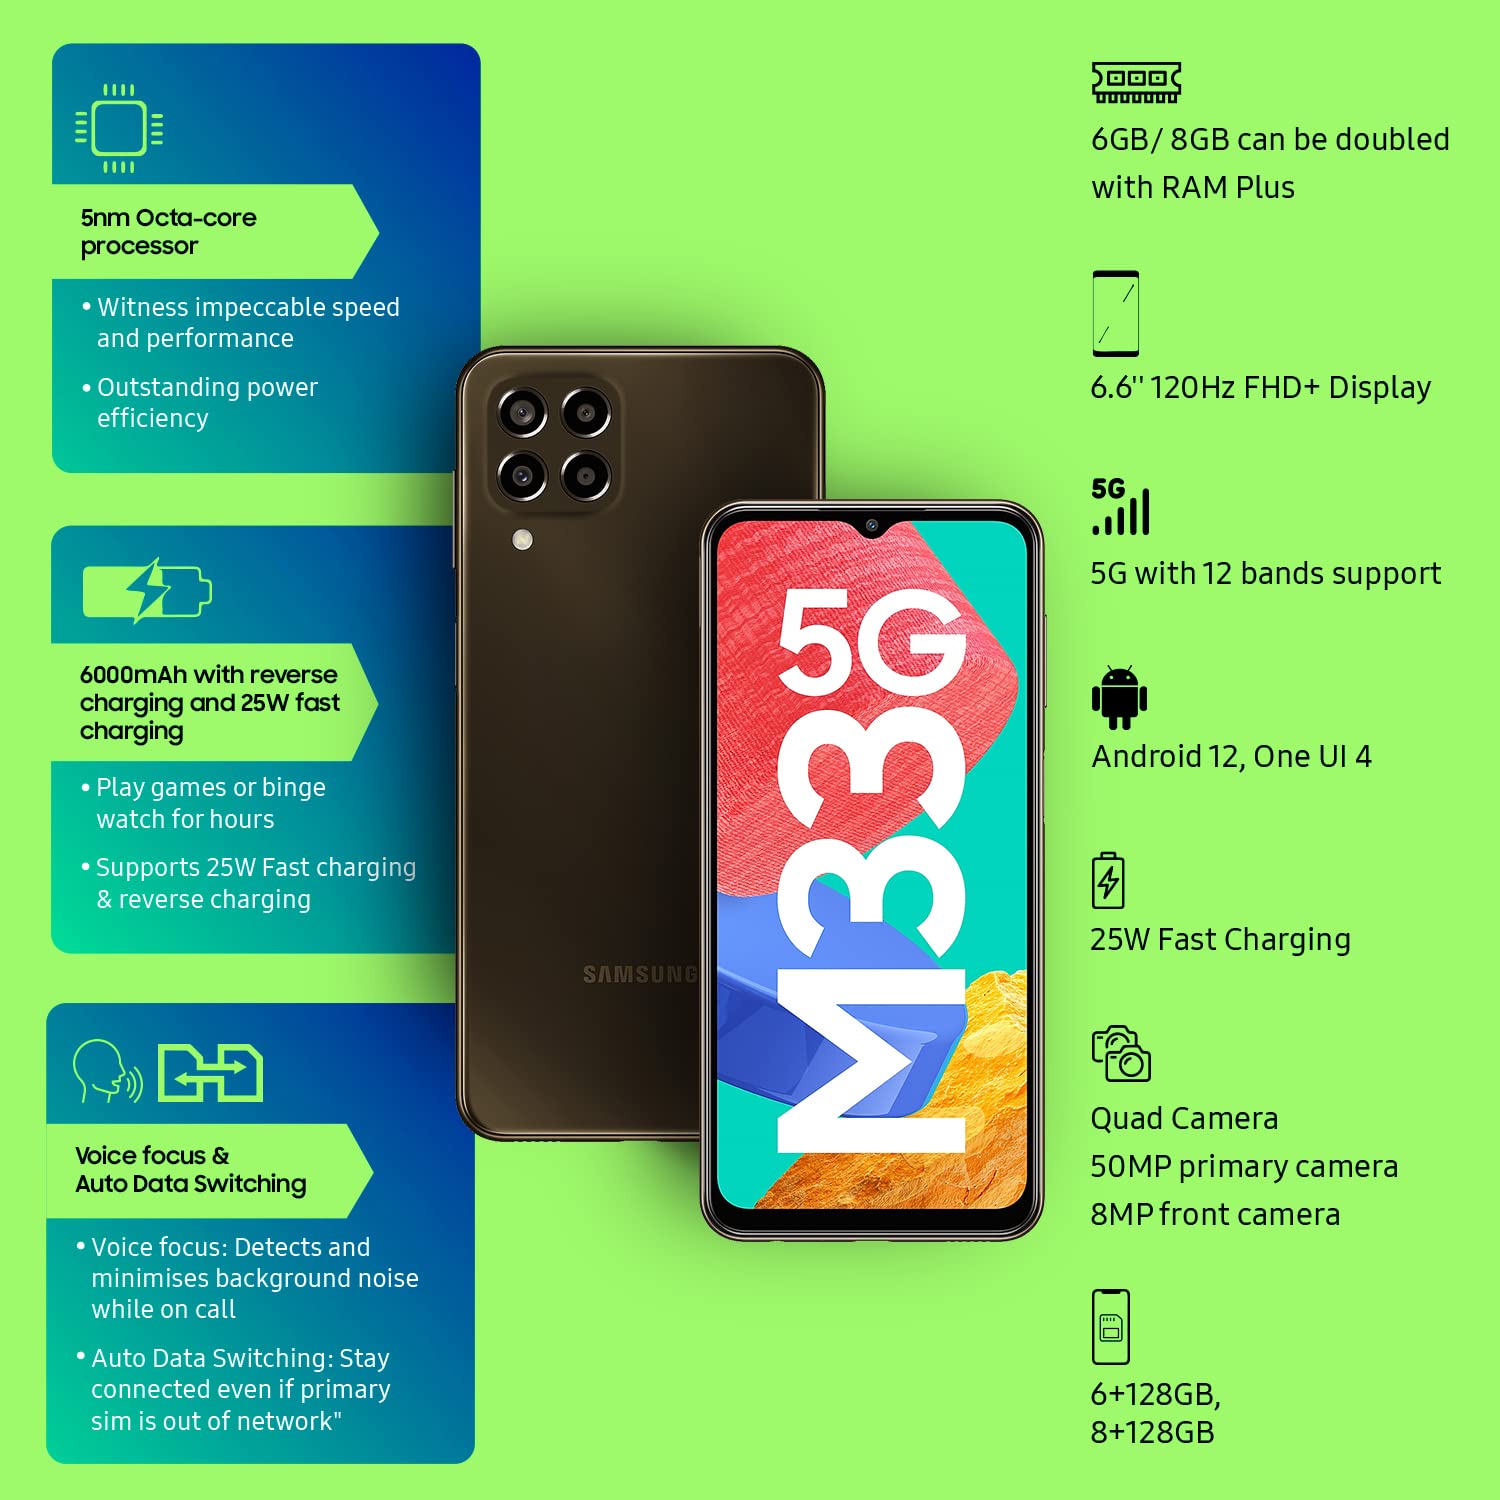 5nm Octa-core
processor
• Witness impeccable speed
and performance
• Outstanding power
efficiency
6000mAh with reverse
charging and 25W fast
charging
• Play games or binge
watch for hours
• Supports 25W Fast charging
& reverse charging
Voice focus &
Auto Data Switching
• Voice focus: Detects and
minimises background noise
while on call
• Auto Data Switching: Stay
connected even if primary
sim is out of network"
SAMSUNG
M33 5G
6GB/ 8GB can be doubled
with RAM Plus
6.6'' 120Hz FHD+ Display
5G
5G with 12 bands support
Android 12, One UI 4
25W Fast Charging
Quad Camera
50MP primary camera
8MP front camera
6+128GB,
8+128GB